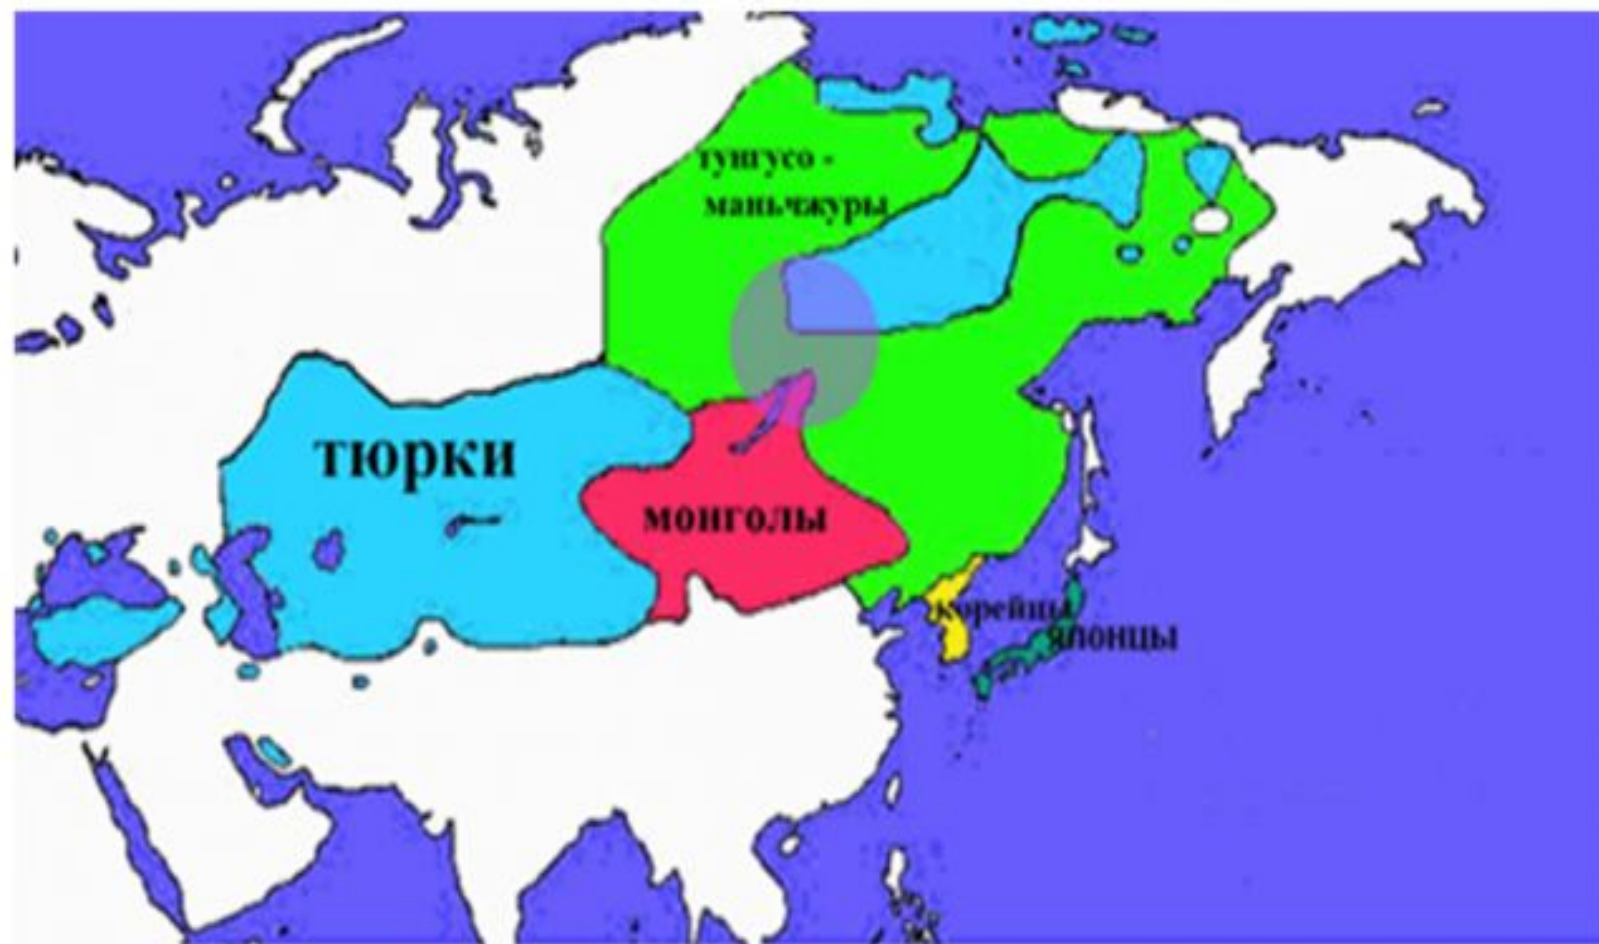 тунгусо -
маньчжуры
тюрки
монголы
корейцы
японцы